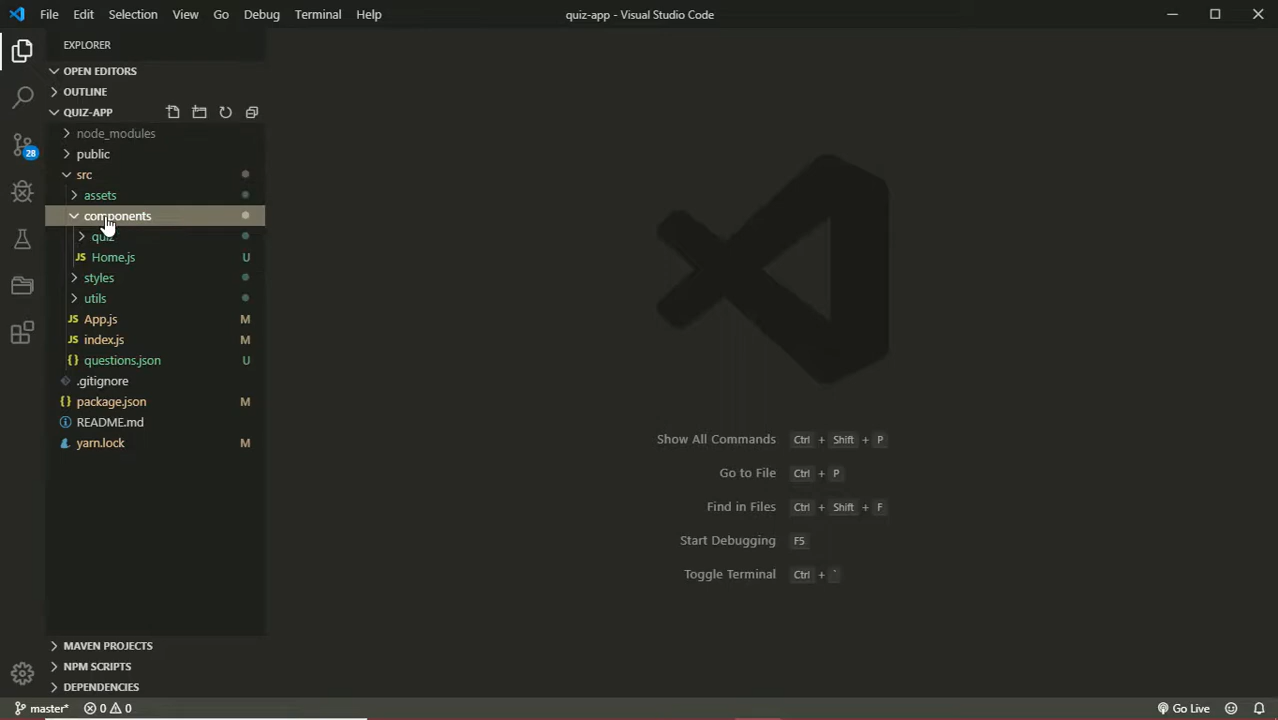 File Edit Selection View Go Debug Terminal Help
quiz-app - Visual Studio Code
EXPLORER
OPEN EDITORS
OUTLINE
QUIZ-APP
node_modules
public
src
assets
components
quiz
JS Home.js U
styles
utils
JS App.js M
JS index.js M
{} questions.json U
.gitignore
{} package.json M
README.md
yarn.lock M
28
Show All Commands Ctrl + Shift + P
Go to File Ctrl + P
Find in Files Ctrl + Shift + F
Start Debugging F5
Toggle Terminal Ctrl + `
MAVEN PROJECTS
NPM SCRIPTS
DEPENDENCIES
master* 0 0
Go Live